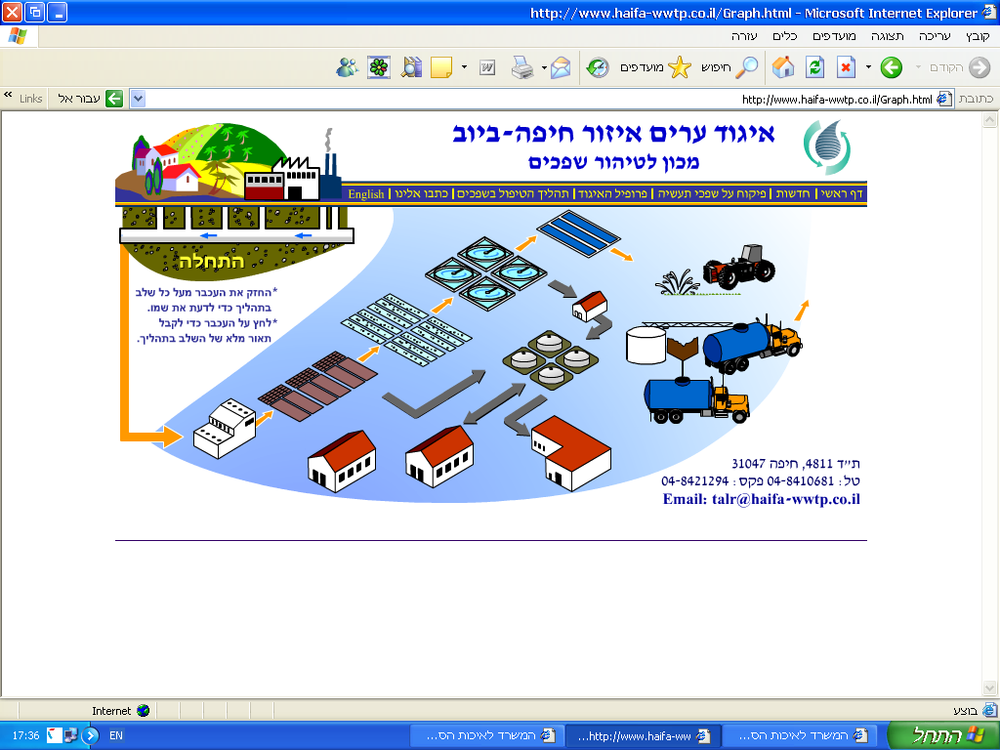 http://www.haifa-wwtp.co.il/Graph.html - Microsoft Internet Explorer
קובץ עריכה תצוגה מועדפים כלים עזרה
הקודם חיפוש מועדפים
כתובת http://www.haifa-wwtp.co.il/Graph.html עבור אל Links «
איגוד ערים איזור חיפה-ביוב
מכון לטיהור שפכים
דף ראשי | חדשות | פיקוח על שפכי תעשיה | פרופיל האיגוד | תהליך הטיפול בשפכים | כתבו אלינו | English
התחלה
*החזק את העכבר מעל כל שלב
בתהליך כדי לדעת את שמו.
*לחץ על העכבר כדי לקבל
תאור מלא של השלב בתהליך.
ת״ד 4811, חיפה 31047
טל: 04-8410681 פקס: 04-8421294
Email: talr@haifa-wwtp.co.il
בוצע Internet
התחל המשרד לאיכות הס... http://www.haifa-ww... המשרד לאיכות הס... EN 17:36